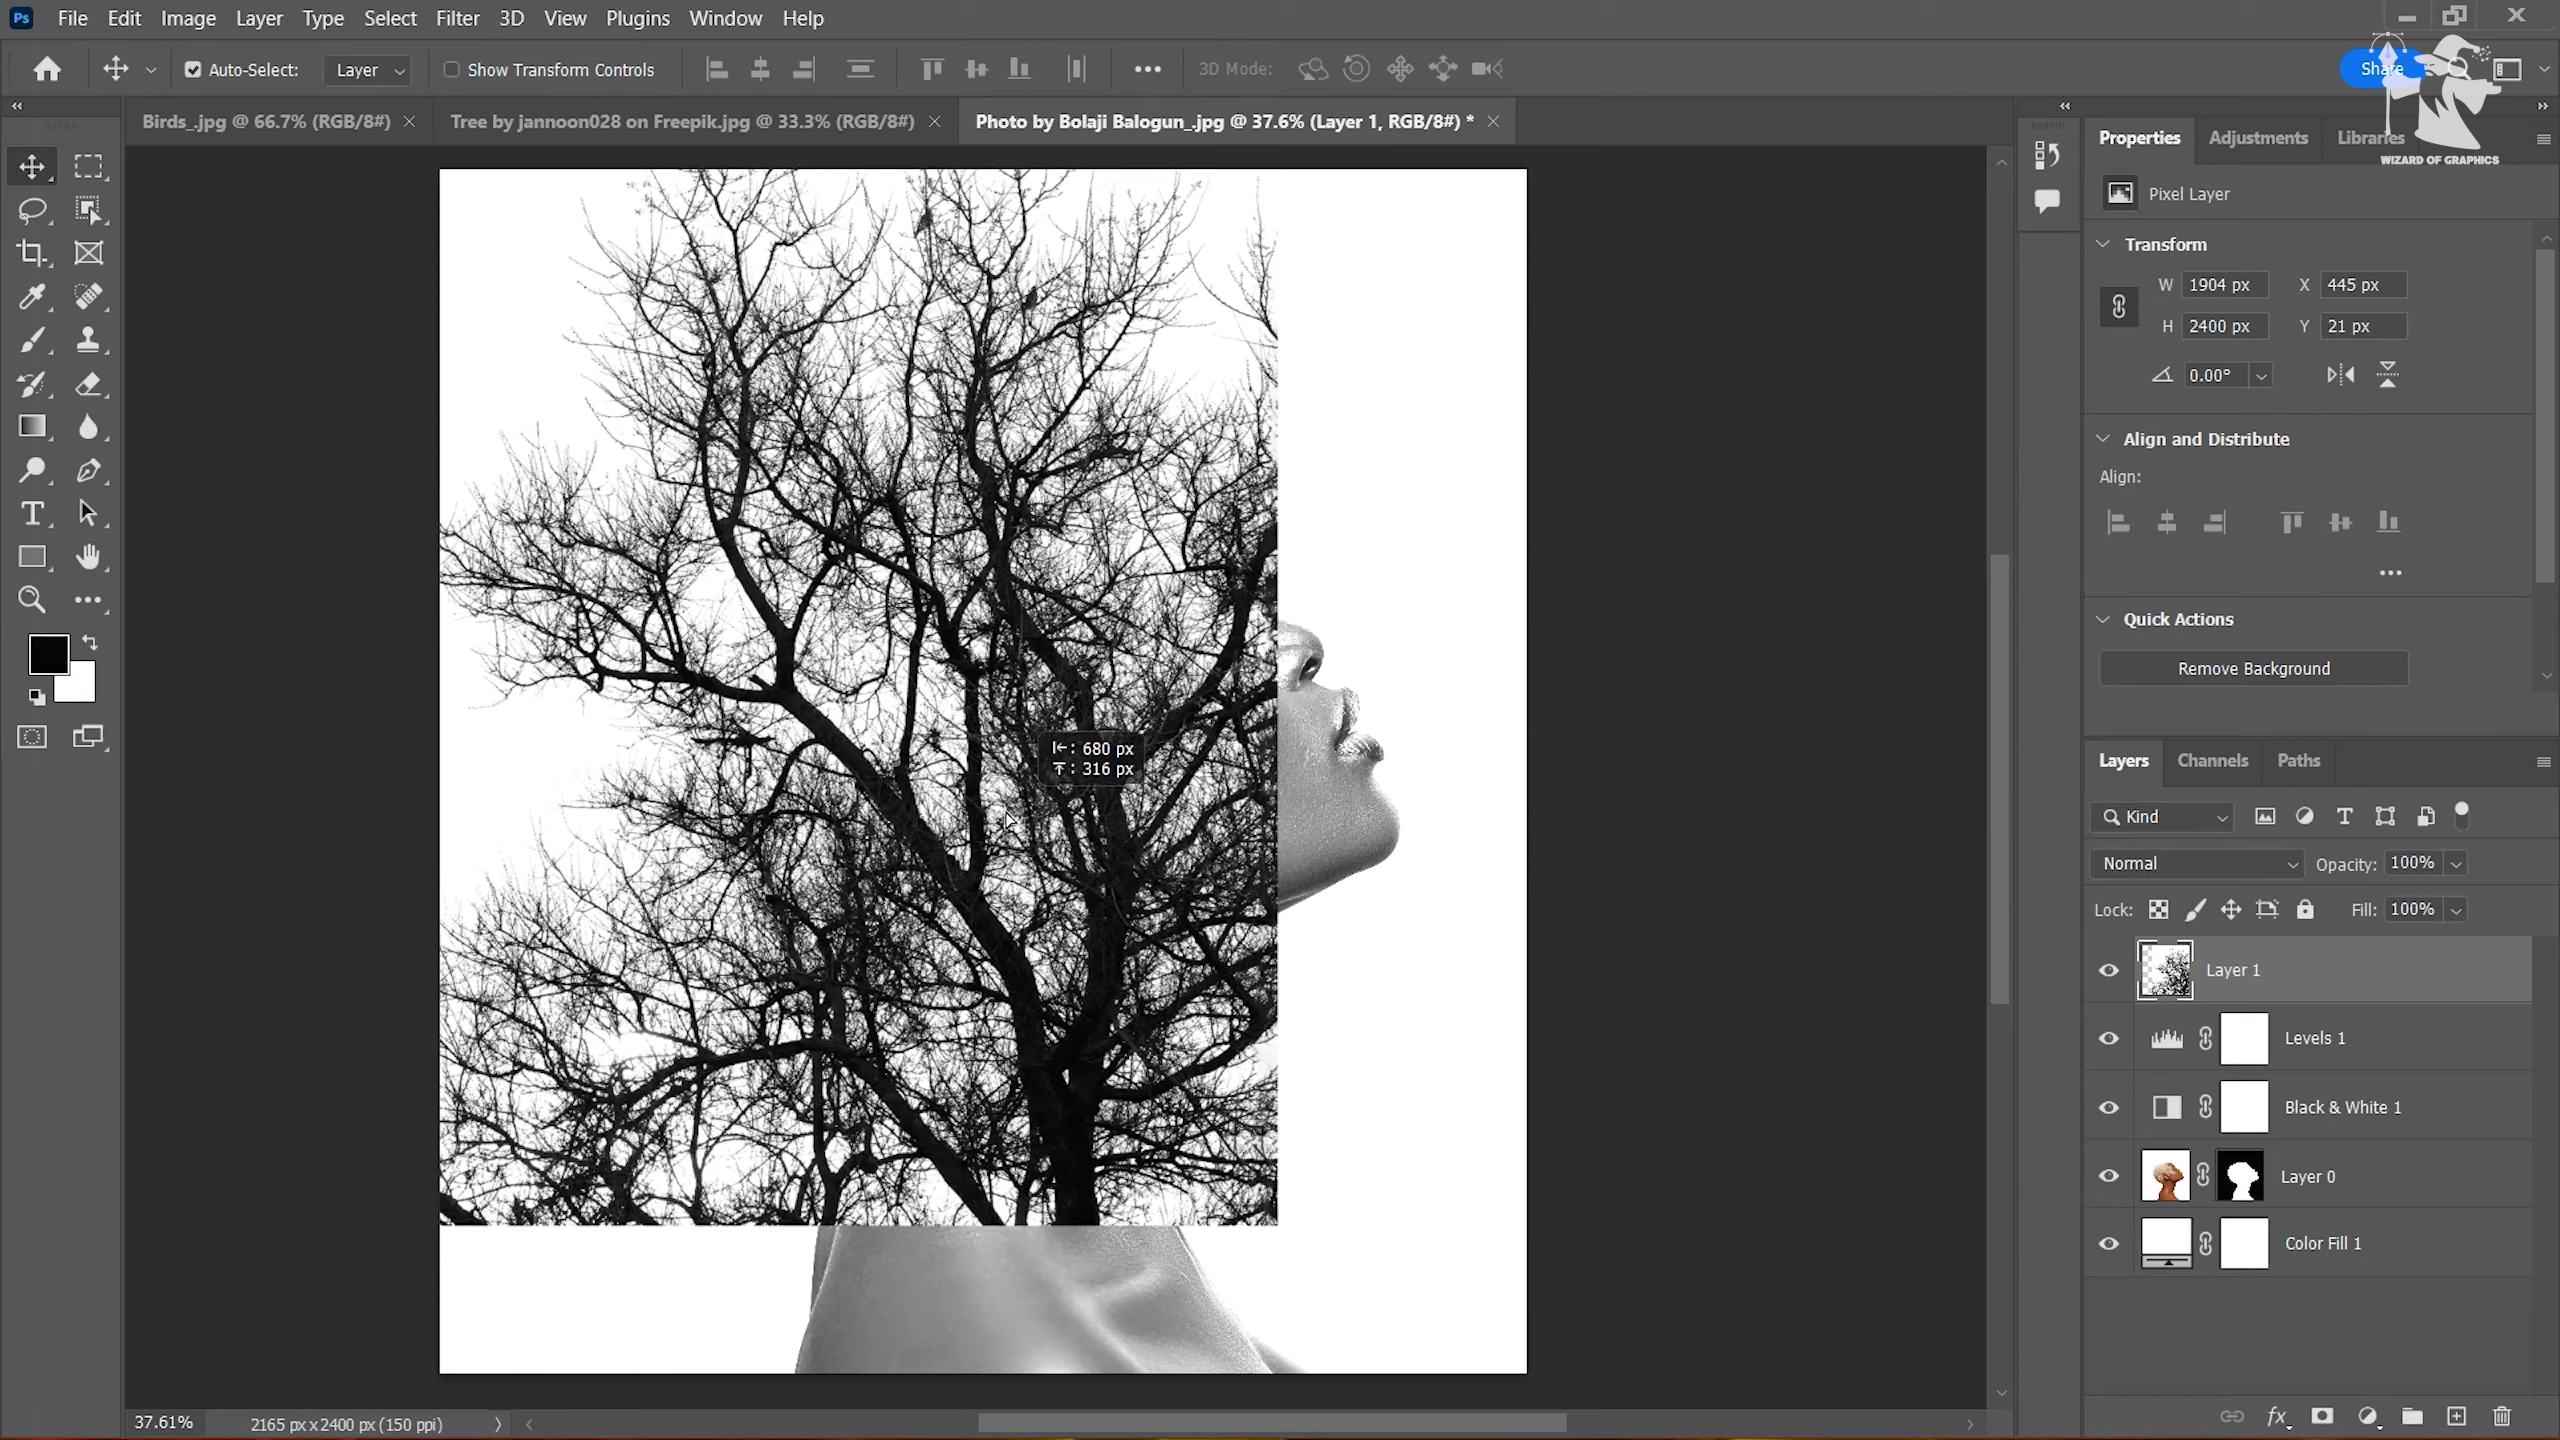 Ps File Edit Image Layer Type Select Filter 3D View Plugins Window Help
Auto-Select: Layer Show Transform Controls 3D Mode: Share
WIZARD OF GRAPHICS
Birds_.jpg @ 66.7% (RGB/8#) Tree by jannoon028 on Freepik.jpg @ 33.3% (RGB/8#) Photo by Bolaji Balogun_.jpg @ 37.6% (Layer 1, RGB/8#) *
Properties Adjustments Libraries
Pixel Layer
Transform
W 1904 px X 445 px
H 2400 px Y 21 px
0.00°
Align and Distribute
Align:
Quick Actions
Remove Background
680 px
316 px
Layers Channels Paths
Kind
Normal Opacity: 100%
Lock: Fill: 100%
Layer 1
Levels 1
Black & White 1
Layer 0
Color Fill 1
fx
37.61% 2165 px x 2400 px (150 ppi)